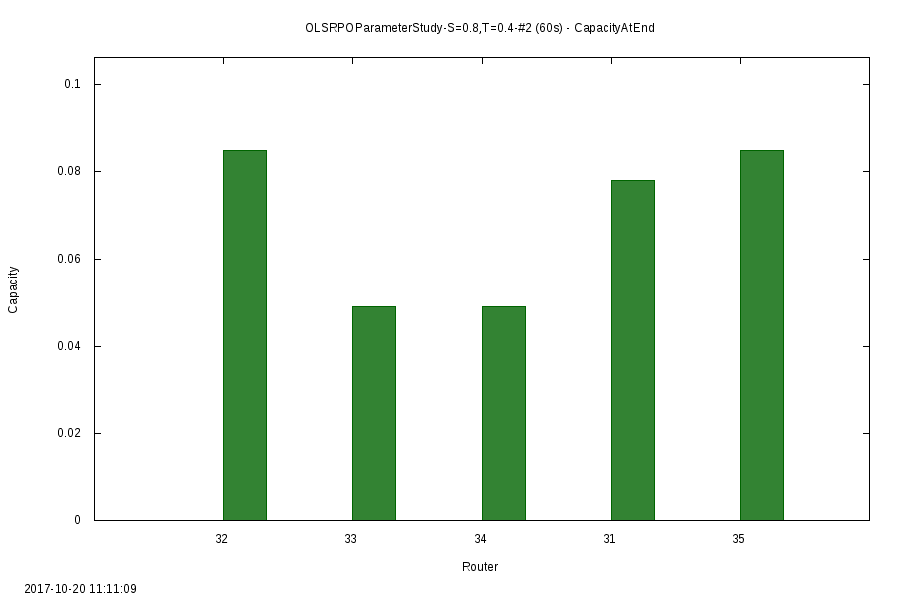 OLSRPOParameterStudy-S=0.8,T=0.4-#2 (60s) - CapacityAtEnd
0.1
0.08
0.06
0.04
0.02
0
Capacity
32 33 34 31 35
Router
2017-10-20 11:11:09